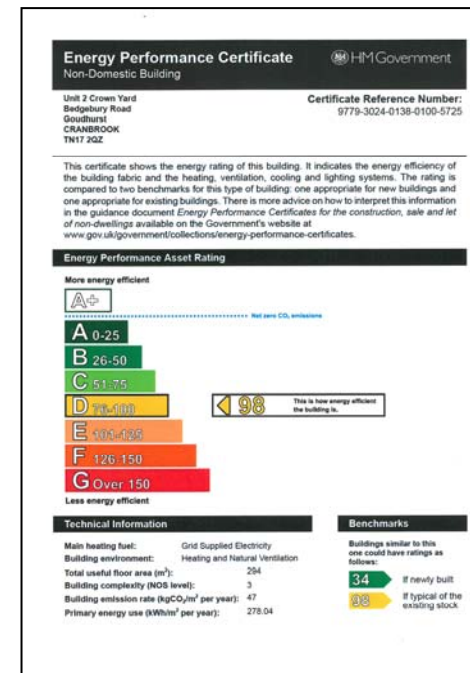 Energy Performance Certificate
HM Government
Non-Domestic Building
Unit 2 Crown Yard
Bedgebury Road
Goudhurst
CRANBROOK
TN17 2QZ
Certificate Reference Number:
9779-3024-0138-0100-5725
This certificate shows the energy rating of this building. It indicates the energy efficiency of
the building fabric and the heating, ventilation, cooling and lighting systems. The rating is
compared to two benchmarks for this type of building: one appropriate for new buildings and
one appropriate for existing buildings. There is more advice on how to interpret this information
in the guidance document Energy Performance Certificates for the construction, sale and let
of non-dwellings available on the Government's website at
www.gov.uk/government/collections/energy-performance-certificates.
Energy Performance Asset Rating
More energy efficient
A+
Net zero CO₂ emissions
A 0-25
B 26-50
C 51-75
D 76-100
98 This is how energy efficient
the building is.
E 101-125
F 126-150
G Over 150
Less energy efficient
Technical Information
Main heating fuel: Grid Supplied Electricity
Building environment: Heating and Natural Ventilation
Total useful floor area (m²): 294
Building complexity (NOS level): 3
Building emission rate (kgCO₂/m² per year): 47
Primary energy use (kWh/m² per year): 278.04
Benchmarks
Buildings similar to this
one could have ratings as
follows:
34 If newly built
98 If typical of the
existing stock